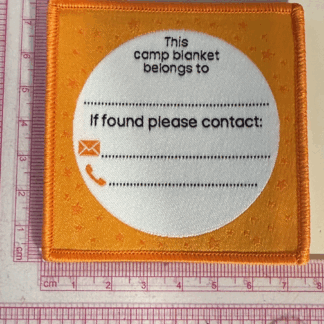 This
camp blanket
belongs to
If found please contact:
cm 1 2 3 4 5 6 7 8